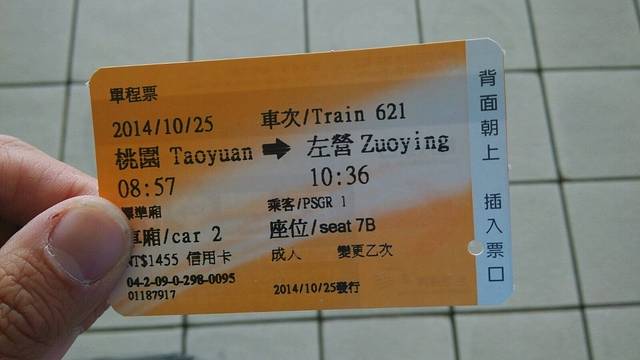 單程票
2014/10/25 車次/Train 621
桃園 Taoyuan → 左營 Zuoying
08:57 10:36
標準廂 乘客/PSGR 1
車廂/car 2 座位/seat 7B
NT$1455 信用卡 成人 變更乙次
04-2-09-0-298-0095
01187917 2014/10/25發行
背面朝上 插入票口